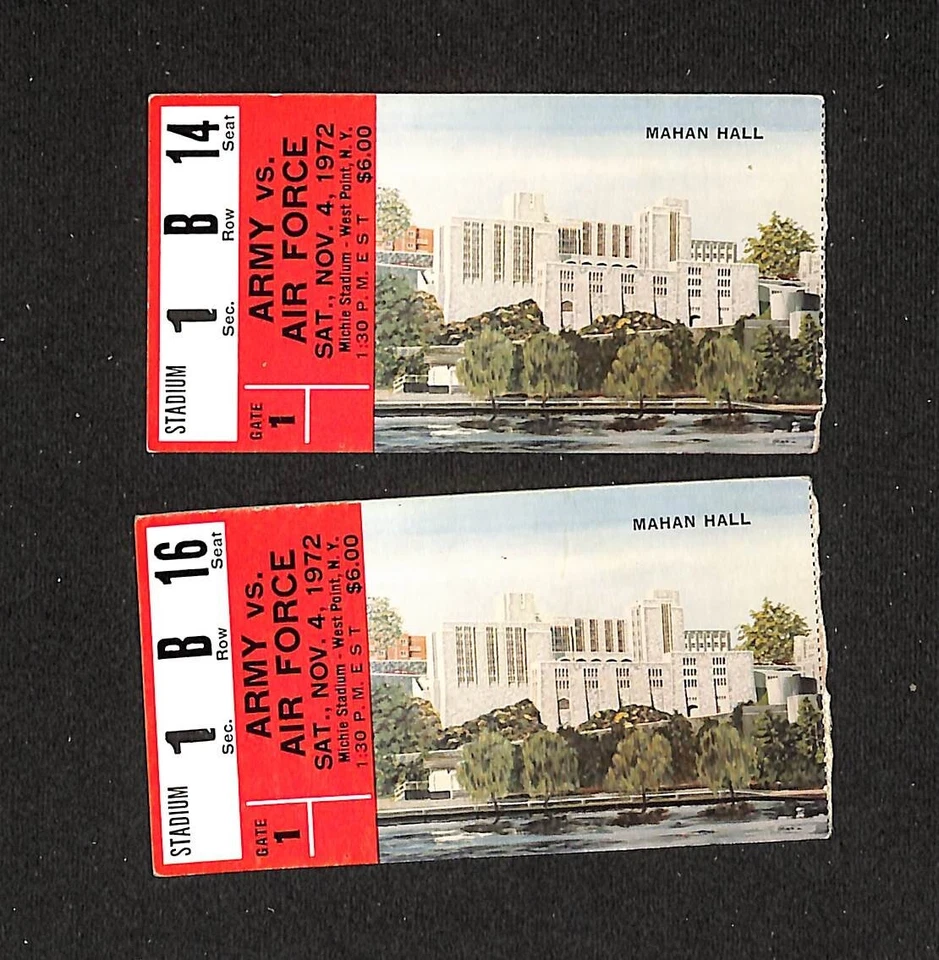 STADIUM
1 Sec.
B Row
14 Seat
GATE
1
ARMY vs.
AIR FORCE
SAT., NOV. 4, 1972
Michie Stadium - West Point, N.Y.
1:30 P.M. EST $6.00
MAHAN HALL
STADIUM
1 Sec.
B Row
16 Seat
GATE
1
ARMY vs.
AIR FORCE
SAT., NOV. 4, 1972
Michie Stadium - West Point, N.Y.
1:30 P.M. EST $6.00
MAHAN HALL